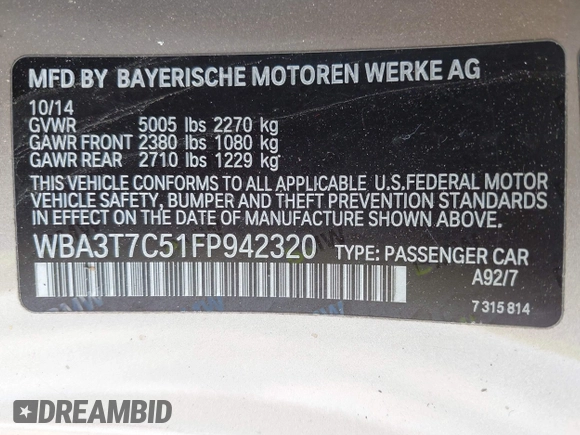 MFD BY BAYERISCHE MOTOREN WERKE AG
10/14
GVWR 5005 lbs 2270 kg
GAWR FRONT 2380 lbs 1080 kg
GAWR REAR 2710 lbs 1229 kg
THIS VEHICLE CONFORMS TO ALL APPLICABLE U.S.FEDERAL MOTOR
VEHICLE SAFETY, BUMPER AND THEFT PREVENTION STANDARDS
IN EFFECT ON THE DATE OF MANUFACTURE SHOWN ABOVE.
WBA3T7C51FP942320 TYPE: PASSENGER CAR
A92/7
7 315 814
DREAMBID